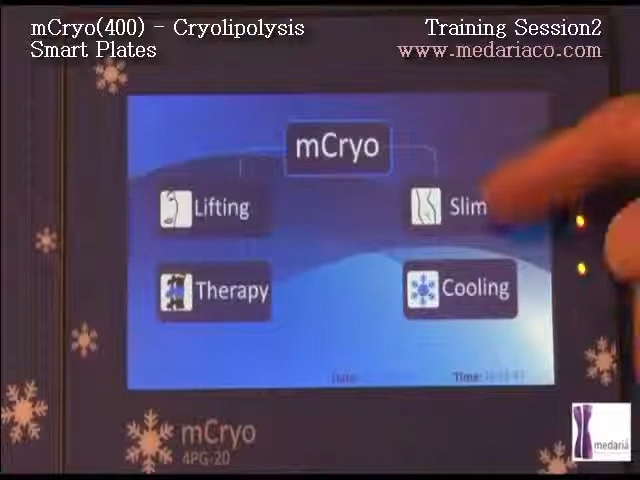 mCryo(400) - Cryolipolysis
Smart Plates
Training Session2
www.medariaco.com
mCryo
Lifting
Slim
Therapy
Cooling
Date:
Time:
mCryo
4PG-20
medaria